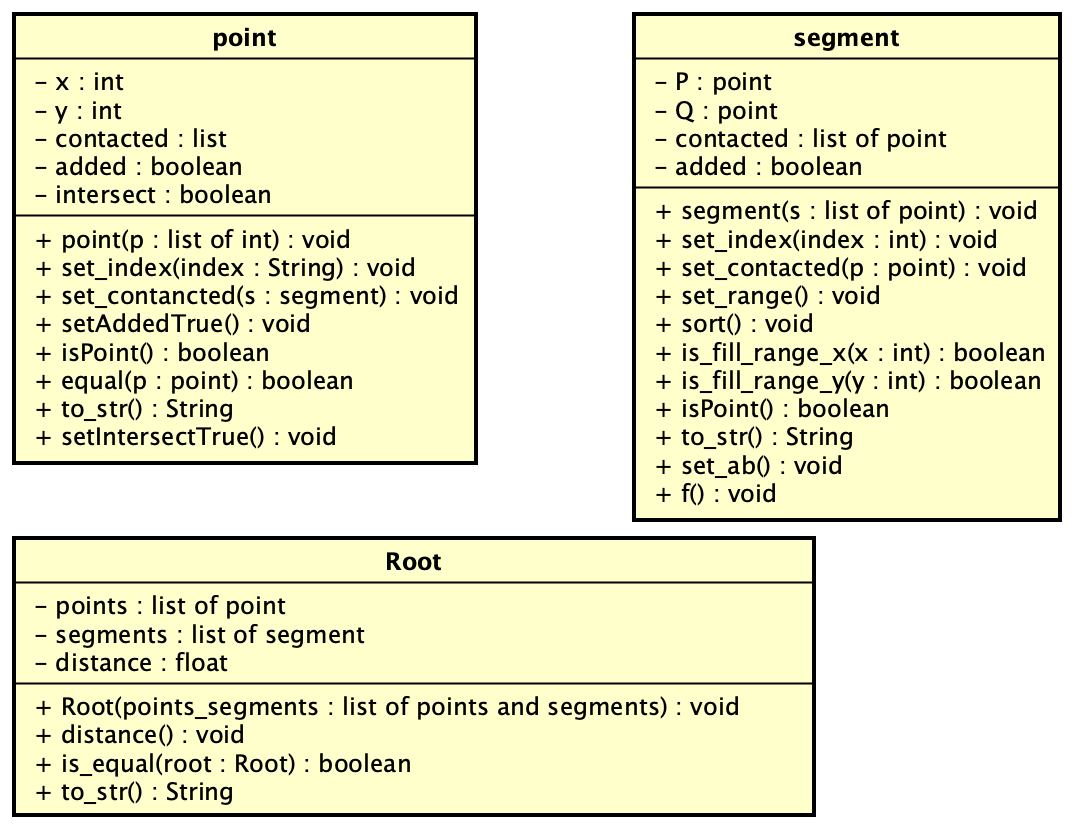 point
– x : int
– y : int
– contacted : list
– added : boolean
– intersect : boolean
+ point(p : list of int) : void
+ set_index(index : String) : void
+ set_contancted(s : segment) : void
+ setAddedTrue() : void
+ isPoint() : boolean
+ equal(p : point) : boolean
+ to_str() : String
+ setIntersectTrue() : void
segment
– P : point
– Q : point
– contacted : list of point
– added : boolean
+ segment(s : list of point) : void
+ set_index(index : int) : void
+ set_contacted(p : point) : void
+ set_range() : void
+ sort() : void
+ is_fill_range_x(x : int) : boolean
+ is_fill_range_y(y : int) : boolean
+ isPoint() : boolean
+ to_str() : String
+ set_ab() : void
+ f() : void
Root
– points : list of point
– segments : list of segment
– distance : float
+ Root(points_segments : list of points and segments) : void
+ distance() : void
+ is_equal(root : Root) : boolean
+ to_str() : String